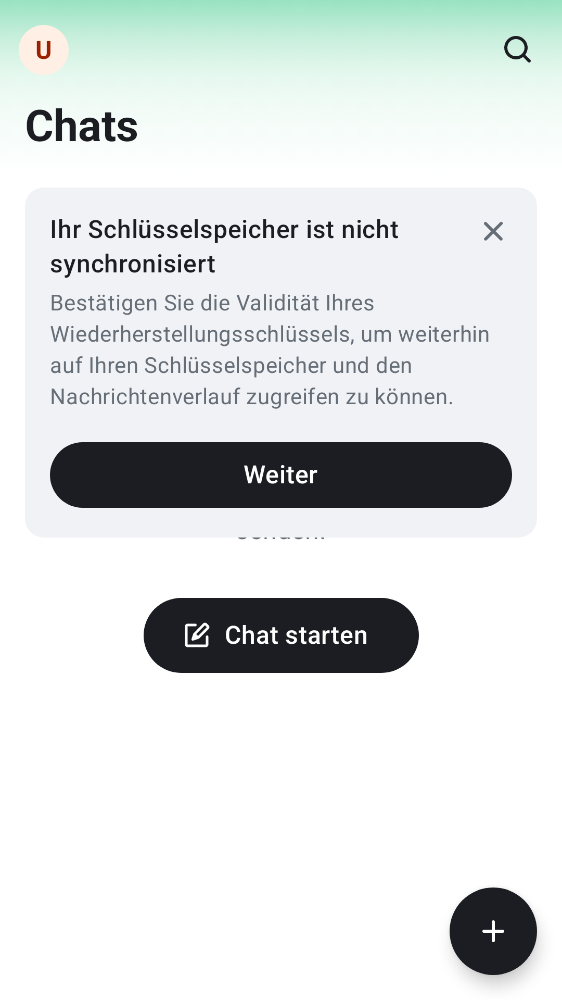 U
Chats
Ihr Schlüsselspeicher ist nicht
synchronisiert
Bestätigen Sie die Validität Ihres
Wiederherstellungsschlüssels, um weiterhin
auf Ihren Schlüsselspeicher und den
Nachrichtenverlauf zugreifen zu können.
Weiter
Chat starten